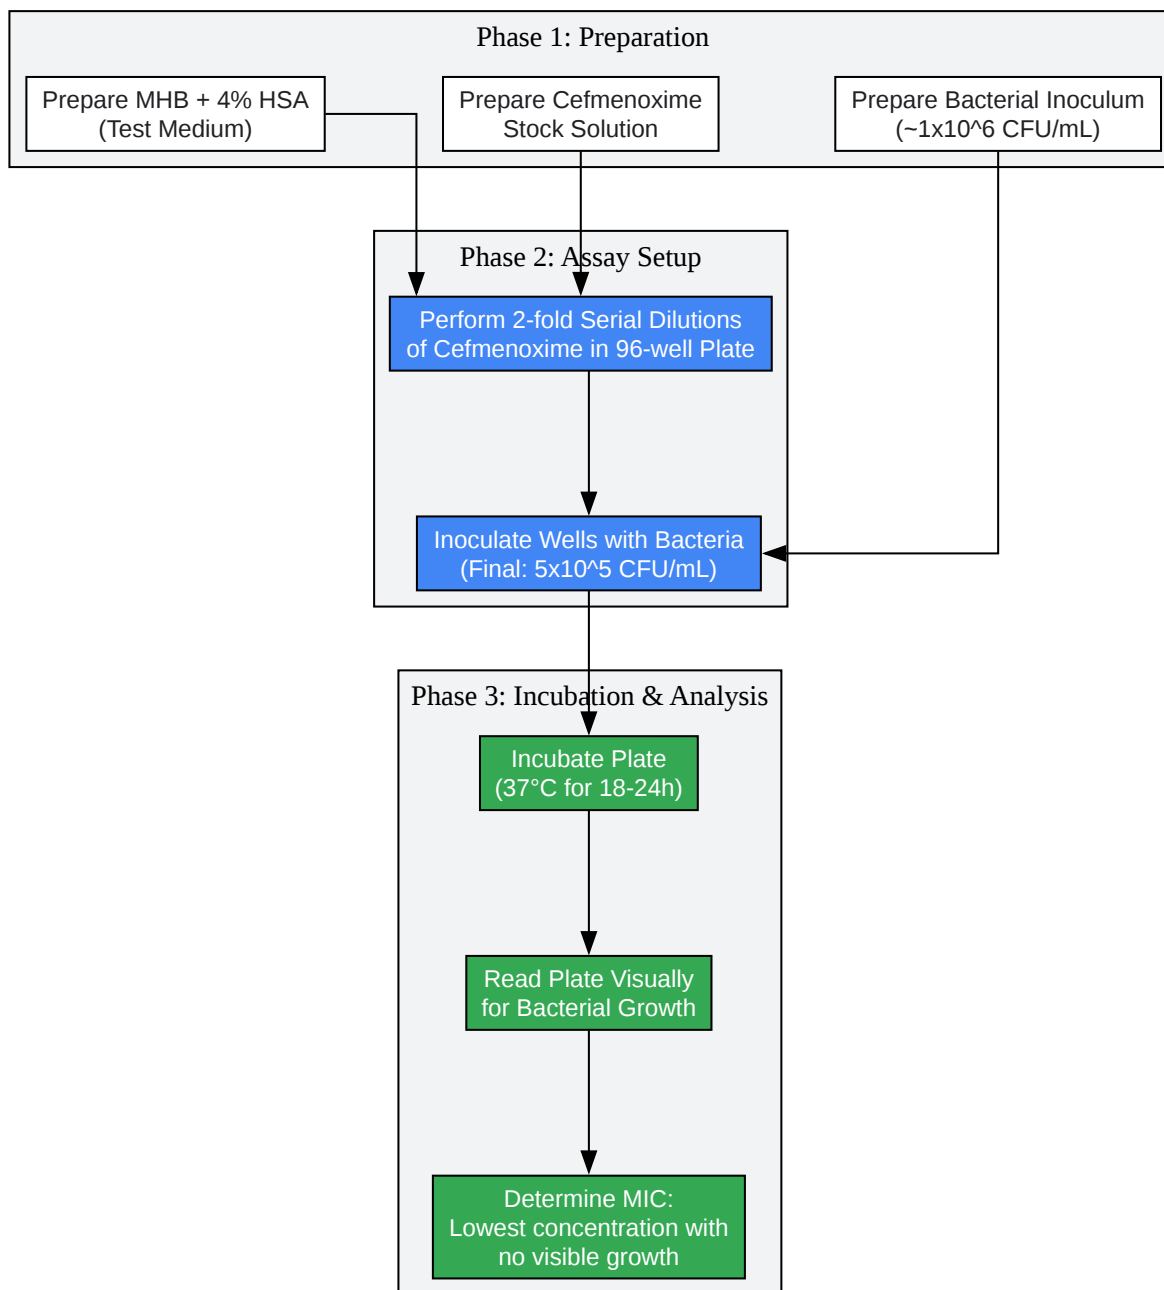 Phase 1: Preparation
Prepare MHB + 4% HSA
(Test Medium)
Prepare Cefmenoxime
Stock Solution
Prepare Bacterial Inoculum
(~1x10^6 CFU/mL)
Phase 2: Assay Setup
Perform 2-fold Serial Dilutions
of Cefmenoxime in 96-well Plate
Inoculate Wells with Bacteria
(Final: 5x10^5 CFU/mL)
Phase 3: Incubation & Analysis
Incubate Plate
(37°C for 18-24h)
Read Plate Visually
for Bacterial Growth
Determine MIC:
Lowest concentration with
no visible growth